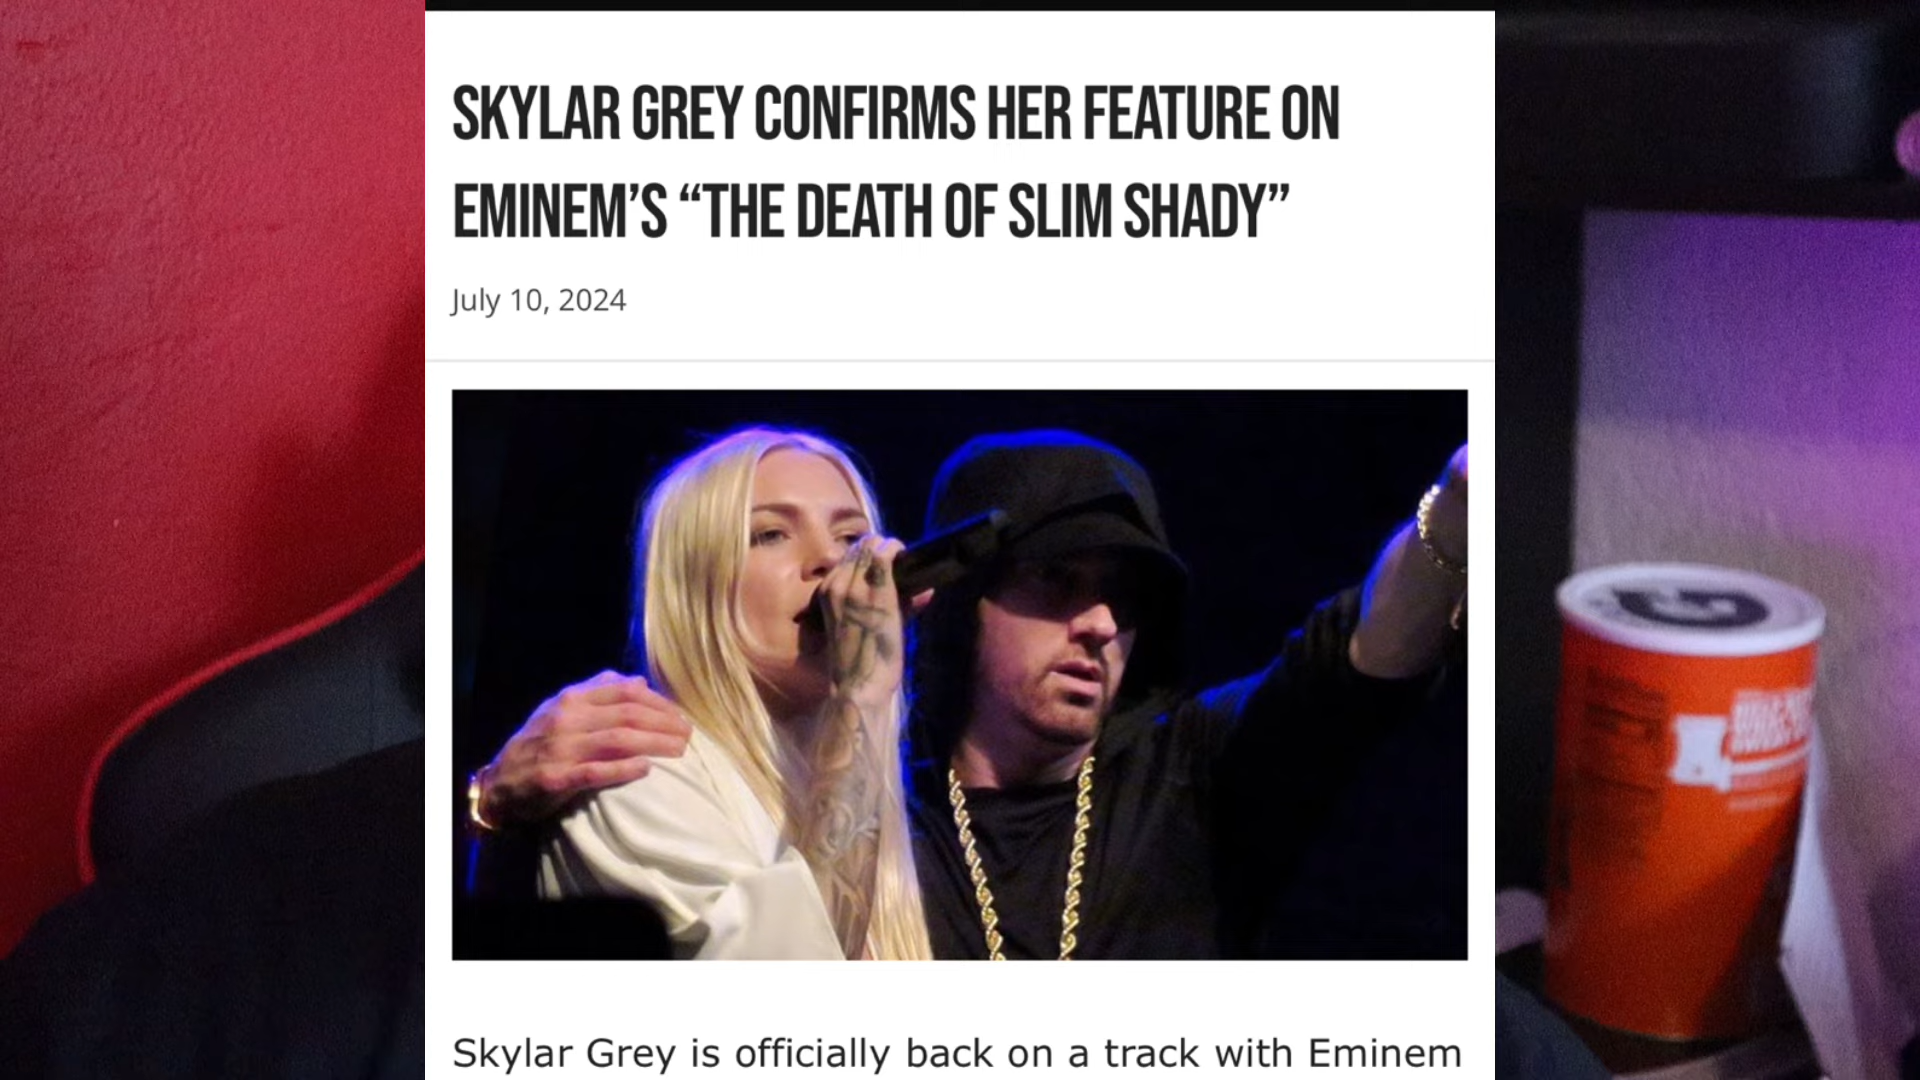 SKYLAR GREY CONFIRMS HER FEATURE ON
EMINEM’S “THE DEATH OF SLIM SHADY”
July 10, 2024
Skylar Grey is officially back on a track with Eminem
G